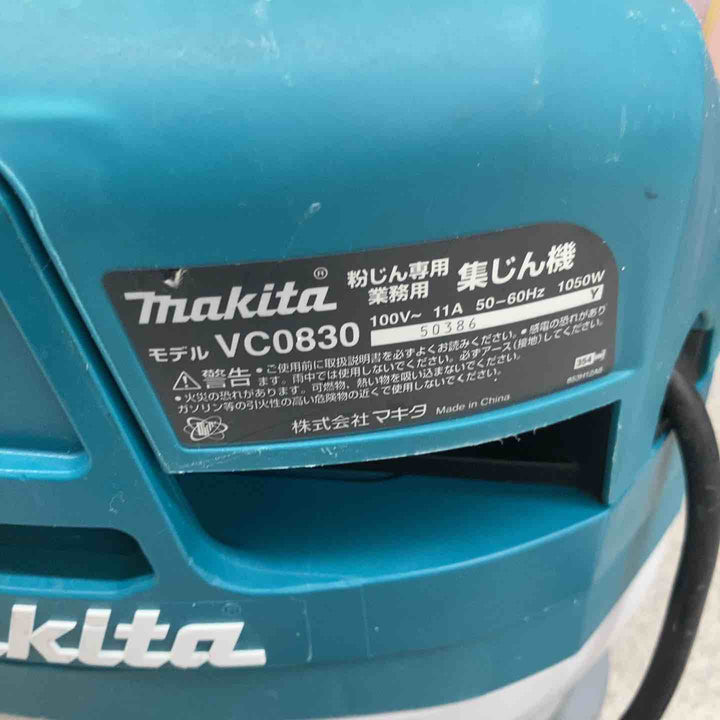 makita®
粉じん専用
業務用
集じん機
モデル VC0830
100V~ 11A 50-60Hz 1050W
50386
Y
⚠警告
• ご使用前に取扱説明書を必ずよくお読みください。• 感電の恐れがあり
ます。雨中では使用しないでください。必ずアース(接地)してください。
• 火災の恐れがあります。可燃物、熱い物を吸い込まないでください。
ガソリン等の引火性の高い危険物の近くで使用しないでください。
株式会社 マキタ Made in China
kita®